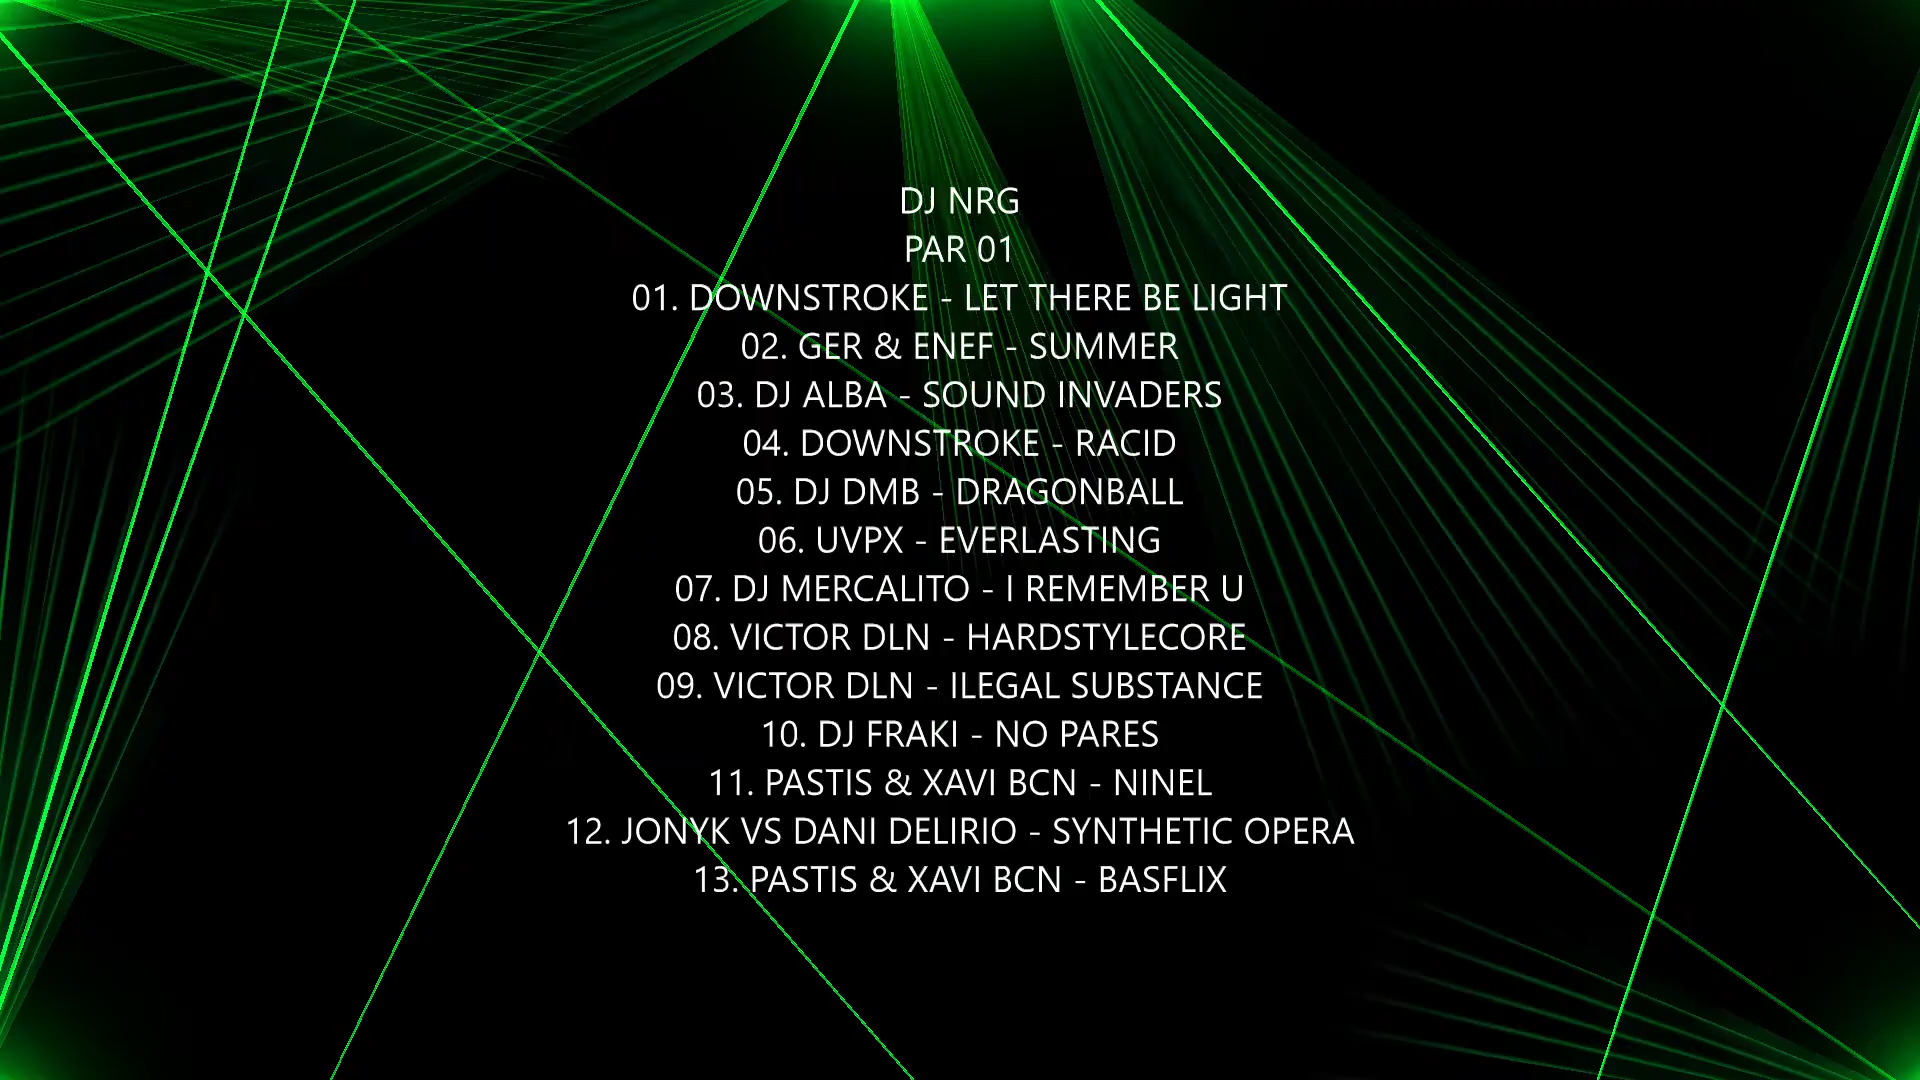 DJ NRG
PAR 01
01. DOWNSTROKE - LET THERE BE LIGHT
02. GER & ENEF - SUMMER
03. DJ ALBA - SOUND INVADERS
04. DOWNSTROKE - RACID
05. DJ DMB - DRAGONBALL
06. UVPX - EVERLASTING
07. DJ MERCALITO - I REMEMBER U
08. VICTOR DLN - HARDSTYLECORE
09. VICTOR DLN - ILEGAL SUBSTANCE
10. DJ FRAKI - NO PARES
11. PASTIS & XAVI BCN - NINEL
12. JONYK VS DANI DELIRIO - SYNTHETIC OPERA
13. PASTIS & XAVI BCN - BASFLIX